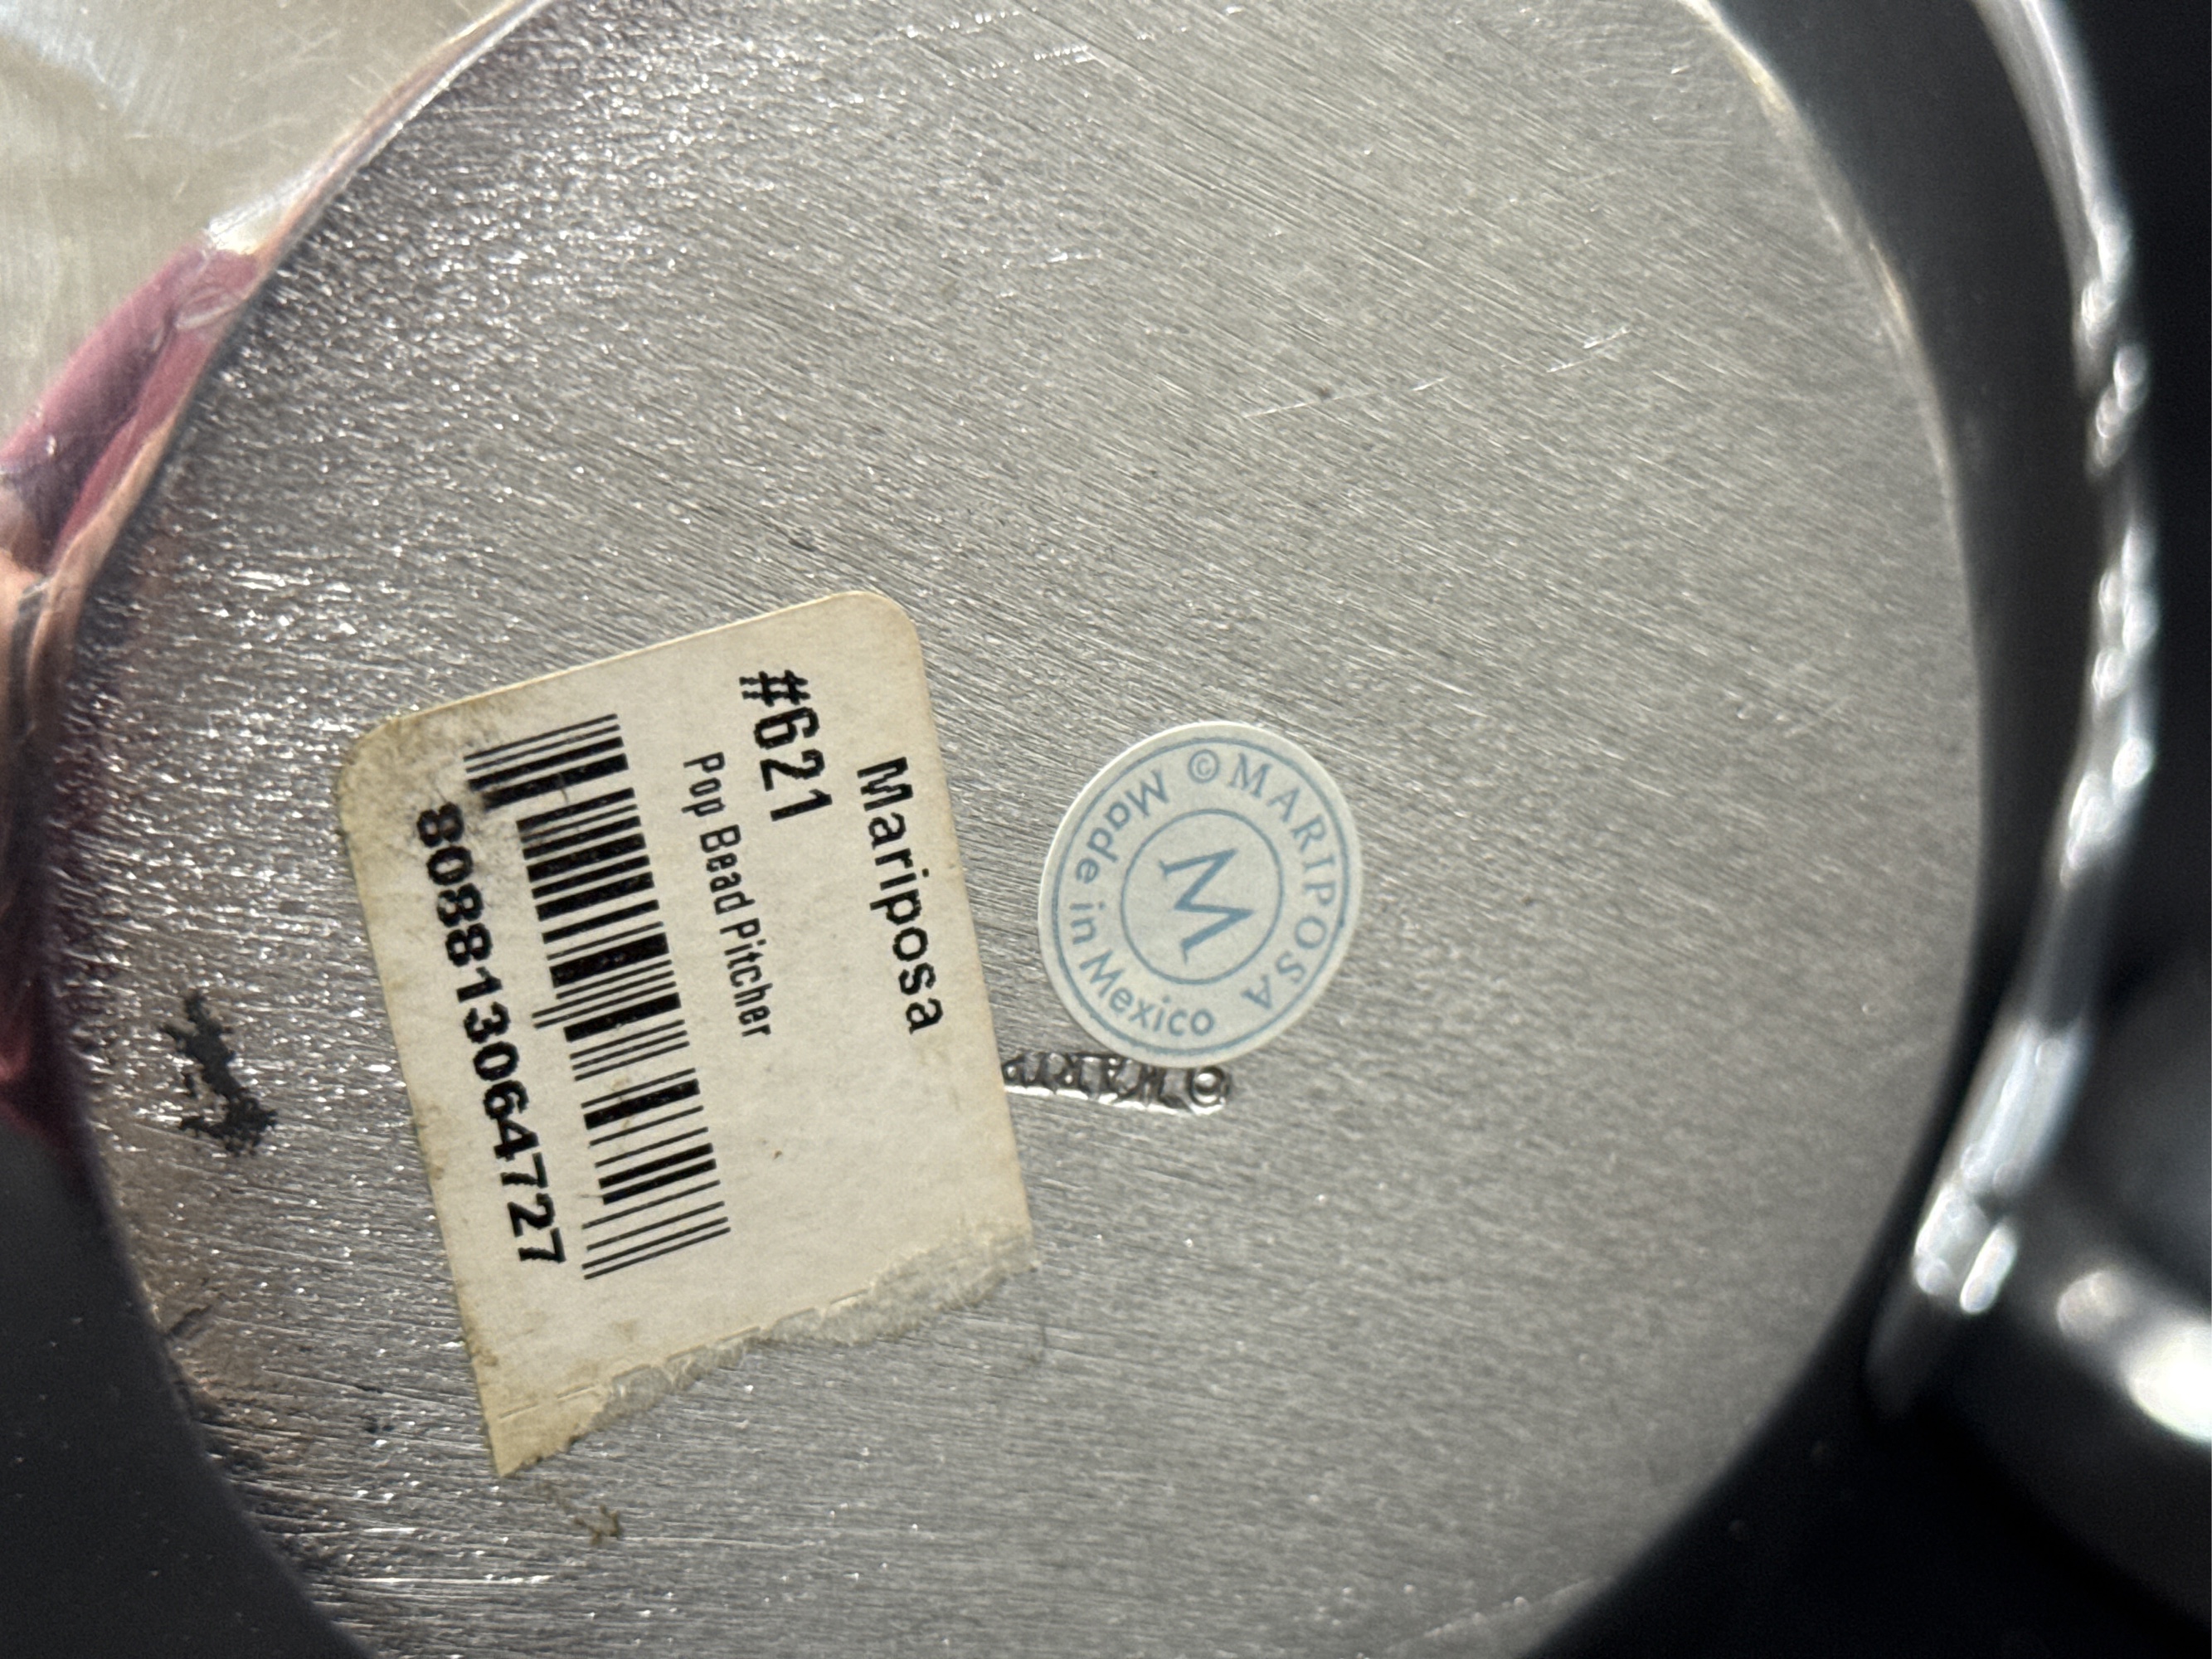 Mariposa
#621
Pop Bead Pitcher
808813064727
© MARIPOSA
Made in Mexico
M